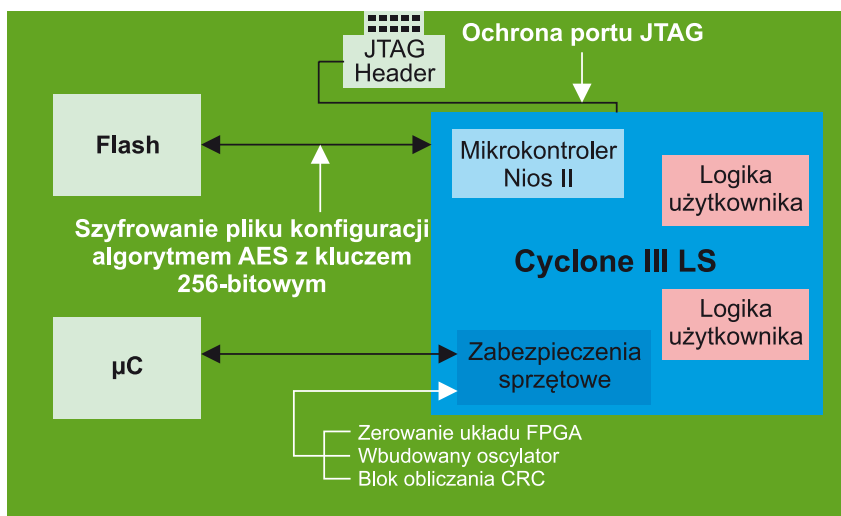 Ochrona portu JTAG
JTAG
Header
Flash
Mikrokontroler
Nios II
Logika
użytkownika
Szyfrowanie pliku konfiguracji
algorytmem AES z kluczem
256-bitowym
Cyclone III LS
Logika
użytkownika
µC
Zabezpieczenia
sprzętowe
Zerowanie układu FPGA
Wbudowany oscylator
Blok obliczania CRC